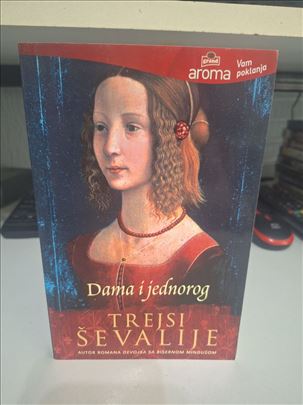 grand
aroma
Vam
poklanja
Dama i jednorog
TREJSI
ŠEVALIJE
AUTOR ROMANA DEVOJKA SA BISERNOM MINĐUŠOM